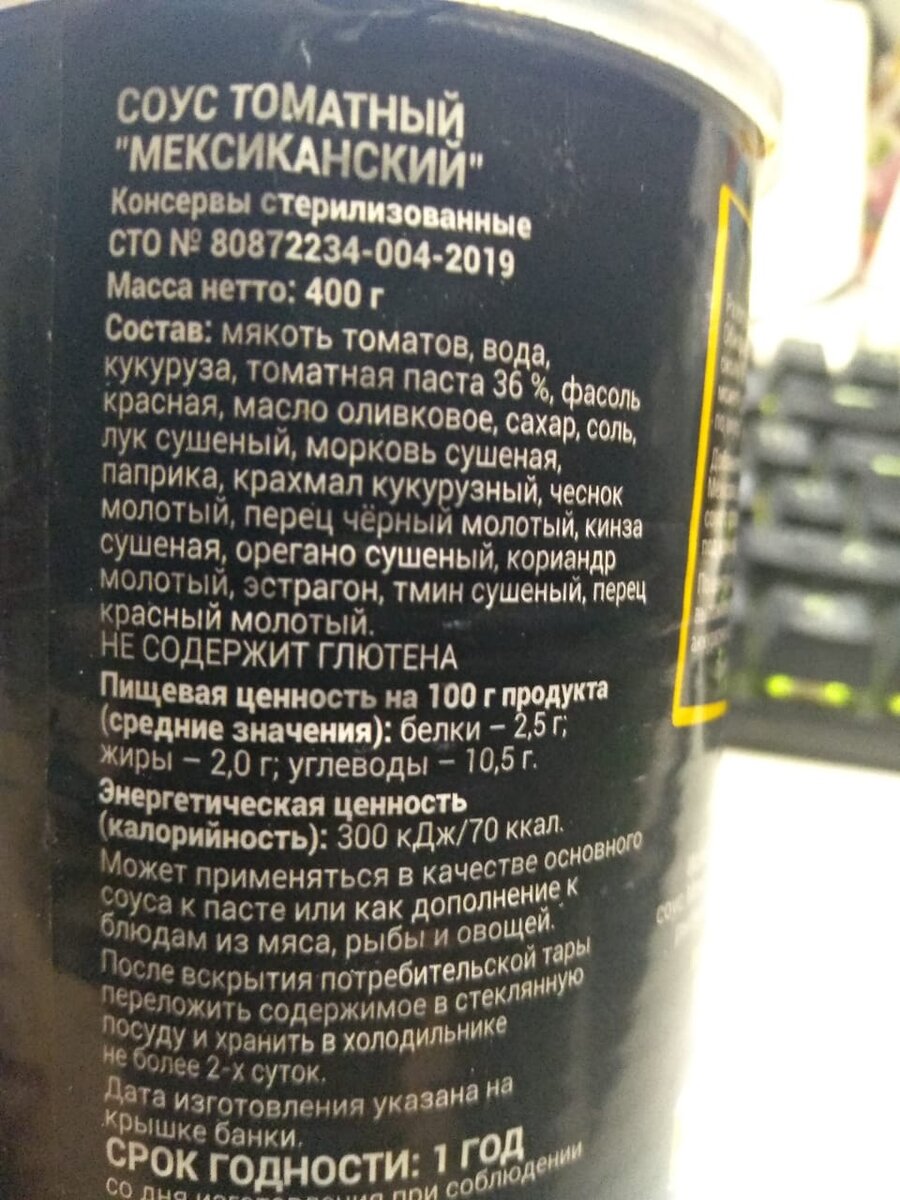 СОУС ТОМАТНЫЙ
"МЕКСИКАНСКИЙ"
Консервы стерилизованные
СТО № 80872234-004-2019
Масса нетто: 400 г
Состав: мякоть томатов, вода,
кукуруза, томатная паста 36 %, фасоль
красная, масло оливковое, сахар, соль,
лук сушеный, морковь сушеная,
паприка, крахмал кукурузный, чеснок
молотый, перец чёрный молотый, кинза
сушеная, орегано сушеный, кориандр
молотый, эстрагон, тмин сушеный, перец
красный молотый.
НЕ СОДЕРЖИТ ГЛЮТЕНА
Пищевая ценность на 100 г продукта
(средние значения): белки – 2,5 г;
жиры – 2,0 г; углеводы – 10,5 г.
Энергетическая ценность
(калорийность): 300 кДж/70 ккал.
Может применяться в качестве основного
соуса к пасте или как дополнение к
блюдам из мяса, рыбы и овощей.
После вскрытия потребительской тары
переложить содержимое в стеклянную
посуду и хранить в холодильнике
не более 2-х суток.
Дата изготовления указана на
крышке банки.
СРОК ГОДНОСТИ: 1 ГОД
со дня изготовления при соблюдении